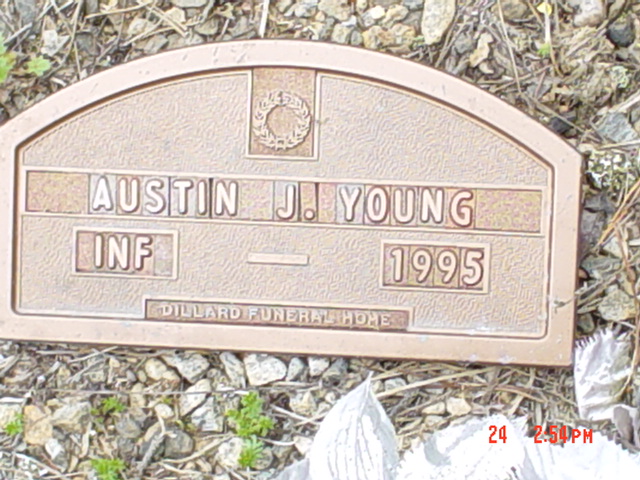 AUSTIN J. YOUNG
INF — 1995
DILLARD FUNERAL HOME
24 2:54PM